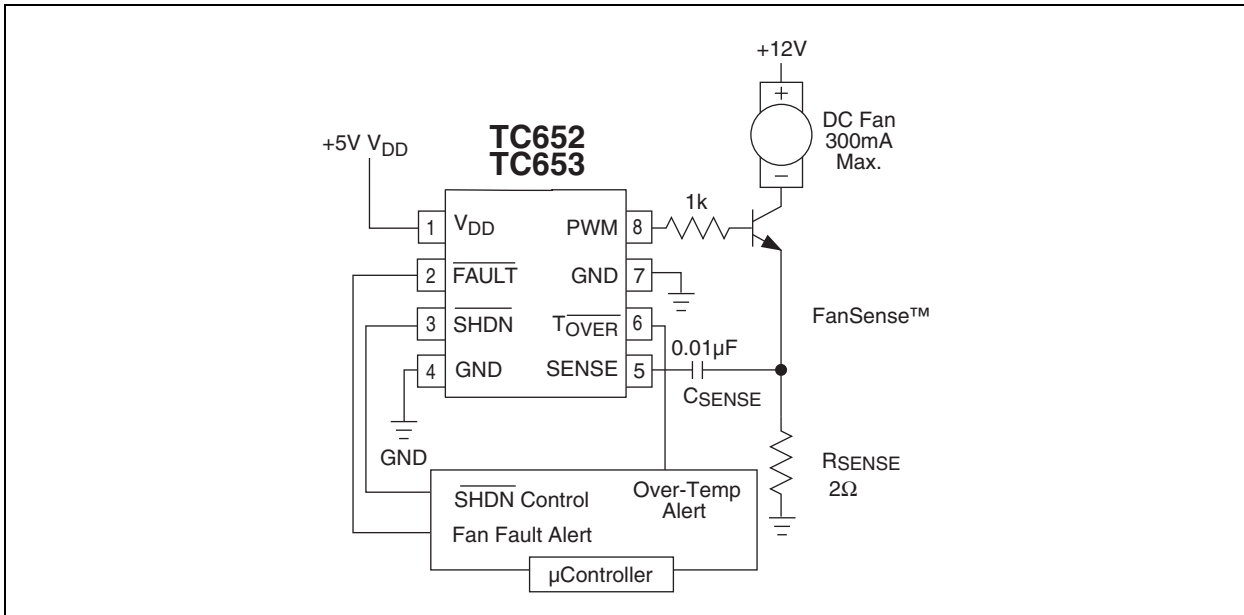 +12V
+
DC Fan
300mA
Max.
−
+5V VDD
TC652
TC653
1k
1 VDD PWM 8
2 FAULT GND 7
3 SHDN TOVER 6
4 GND SENSE 5
FanSense™
0.01µF
CSENSE
GND
RSENSE
2Ω
SHDN Control
Over-Temp
Alert
Fan Fault Alert
µController